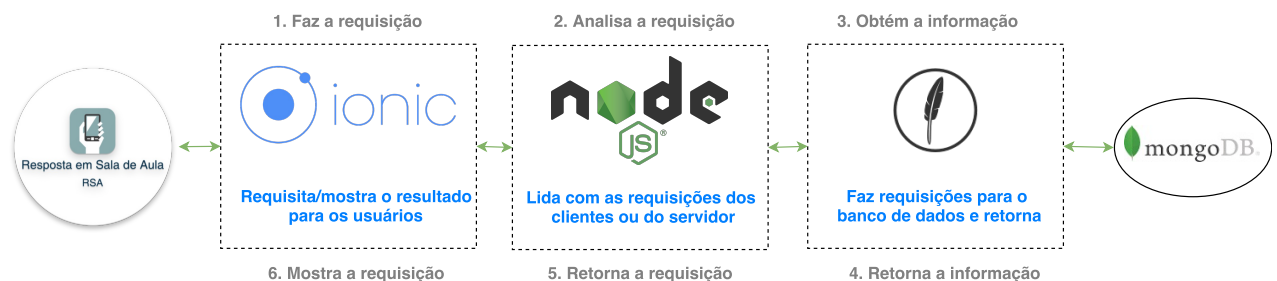 1. Faz a requisição
2. Analisa a requisição
3. Obtém a informação
ionic
node
JS®
Resposta em Sala de Aula
RSA
mongoDB®
Requisita/mostra o resultado
para os usuários
Lida com as requisições dos
clientes ou do servidor
Faz requisições para o
banco de dados e retorna
6. Mostra a requisição
5. Retorna a requisição
4. Retorna a informação